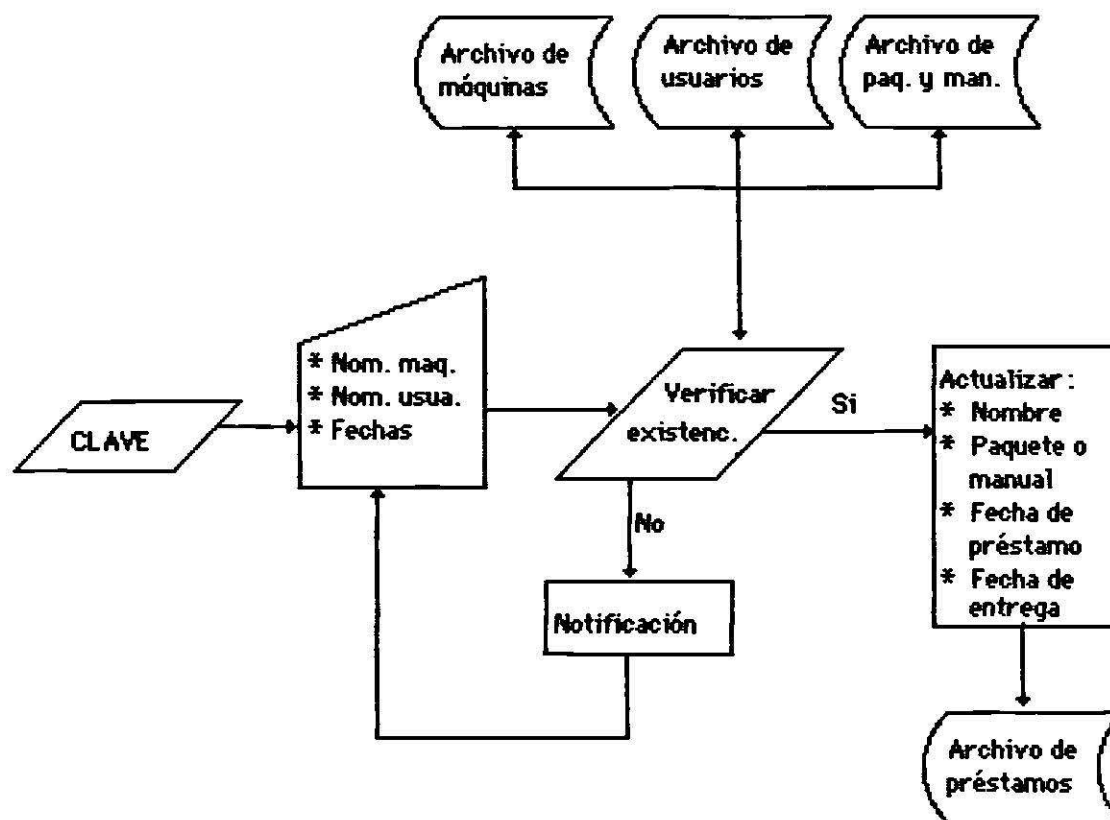 Archivo de
móquinas
Archivo de
usuarios
Archivo de
paq. y man.
* Nom. maq.
* Nom. usua.
* Fechas
CLAVE
Verificar
existenc.
Si
No
Notificación
Actualizar :
* Nombre
* Paquete o
manual
* Fecha de
préstamo
* Fecha de
entrega
Archivo de
préstamos